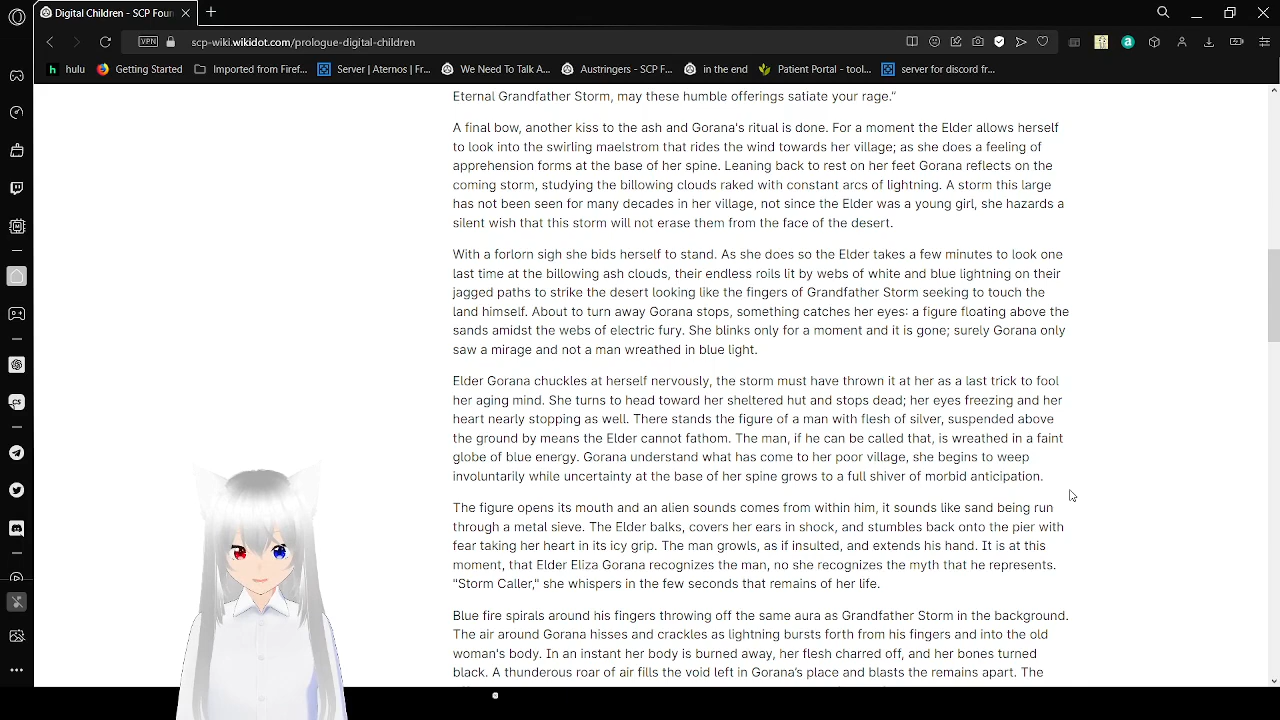 Digital Children - SCP Foun
VPN
scp-wiki.wikidot.com/prologue-digital-children
hulu
Getting Started
Imported from Firef...
Server | Aternos | Fr...
We Need To Talk A...
Austringers - SCP F...
in the end
Patient Portal - tool...
server for discord fr...
Eternal Grandfather Storm, may these humble offerings satiate your rage."
A final bow, another kiss to the ash and Gorana's ritual is done. For a moment the Elder allows herself
to look into the swirling maelstrom that rides the wind towards her village; as she does a feeling of
apprehension forms at the base of her spine. Leaning back to rest on her feet Gorana reflects on the
coming storm, studying the billowing clouds raked with constant arcs of lightning. A storm this large
has not been seen for many decades in her village, not since the Elder was a young girl, she hazards a
silent wish that this storm will not erase them from the face of the desert.
With a forlorn sigh she bids herself to stand. As she does so the Elder takes a few minutes to look one
last time at the billowing ash clouds, their endless roils lit by webs of white and blue lightning on their
jagged paths to strike the desert looking like the fingers of Grandfather Storm seeking to touch the
land himself. About to turn away Gorana stops, something catches her eyes: a figure floating above the
sands amidst the webs of electric fury. She blinks only for a moment and it is gone; surely Gorana only
saw a mirage and not a man wreathed in blue light.
Elder Gorana chuckles at herself nervously, the storm must have thrown it at her as a last trick to fool
her aging mind. She turns to head toward her sheltered hut and stops dead; her eyes freezing and her
heart nearly stopping as well. There stands the figure of a man with flesh of silver, suspended above
the ground by means the Elder cannot fathom. The man, if he can be called that, is wreathed in a faint
globe of blue energy. Gorana understand what has come to her poor village, she begins to weep
involuntarily while uncertainty at the base of her spine grows to a full shiver of morbid anticipation.
The figure opens its mouth and an alien sounds comes from within him, it sounds like sand being run
through a metal sieve. The Elder balks, covers her ears in shock, and stumbles back onto the pier with
fear taking her heart in its icy grip. The man growls, as if insulted, and extends his hand. It is at this
moment, that Elder Eliza Gorana recognizes the man, no she recognizes the myth that he represents.
"Storm Caller," she whispers in the few seconds that remains of her life.
Blue fire spirals around his fingers throwing off the same aura as Grandfather Storm in the background.
The air around Gorana hisses and crackles as lightning bursts forth from his fingers and into the old
woman's body. In an instant her body is burned away, her flesh charred off, and her bones turned
black. A thunderous roar of air fills the void left in Gorana's place and blasts the remains apart. The